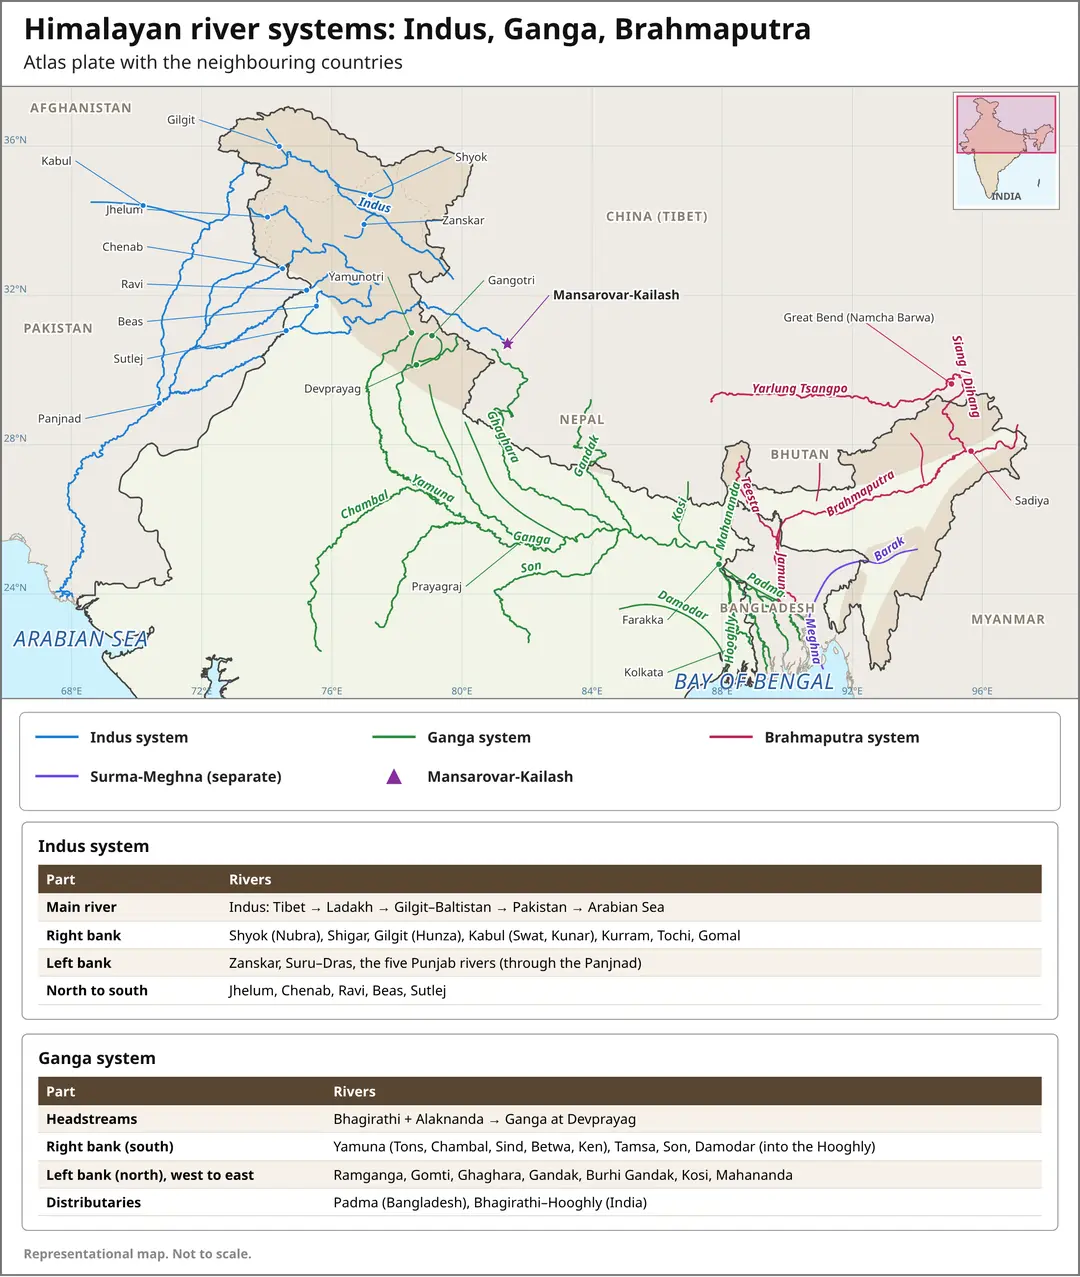 Himalayan river systems: Indus, Ganga, Brahmaputra
Atlas plate with the neighbouring countries
AFGHANISTAN
Gilgit
36°N
Kabul
Shyok
Indus
Jhelum
Zanskar
CHINA (TIBET)
INDIA
Chenab
Ravi
Yamunotri
Gangotri
32°N
Mansarovar-Kailash
PAKISTAN
Beas
Great Bend (Namcha Barwa)
Sutlej
Siang / Dihang
Devprayag
Yarlung Tsangpo
Panjnad
NEPAL
Ghaghara
28°N
Gandak
BHUTAN
Chambal
Yamuna
Kosi
Mahananda
Teesta
Brahmaputra
Sadiya
Ganga
Barak
Son
Jamuna
24°N
Prayagraj
Padma
Damodar
BANGLADESH
Farakka
MYANMAR
ARABIAN SEA
Hooghly
Meghna
Kolkata
BAY OF BENGAL
68°E
72°E
76°E
80°E
84°E
88°E
92°E
96°E
Indus system
Ganga system
Brahmaputra system
Surma-Meghna (separate)
Mansarovar-Kailash
Indus system
Part Rivers
Main river Indus: Tibet → Ladakh → Gilgit–Baltistan → Pakistan → Arabian Sea
Right bank Shyok (Nubra), Shigar, Gilgit (Hunza), Kabul (Swat, Kunar), Kurram, Tochi, Gomal
Left bank Zanskar, Suru–Dras, the five Punjab rivers (through the Panjnad)
North to south Jhelum, Chenab, Ravi, Beas, Sutlej
Ganga system
Part Rivers
Headstreams Bhagirathi + Alaknanda → Ganga at Devprayag
Right bank (south) Yamuna (Tons, Chambal, Sind, Betwa, Ken), Tamsa, Son, Damodar (into the Hooghly)
Left bank (north), west to east Ramganga, Gomti, Ghaghara, Gandak, Burhi Gandak, Kosi, Mahananda
Distributaries Padma (Bangladesh), Bhagirathi–Hooghly (India)
Representational map. Not to scale.